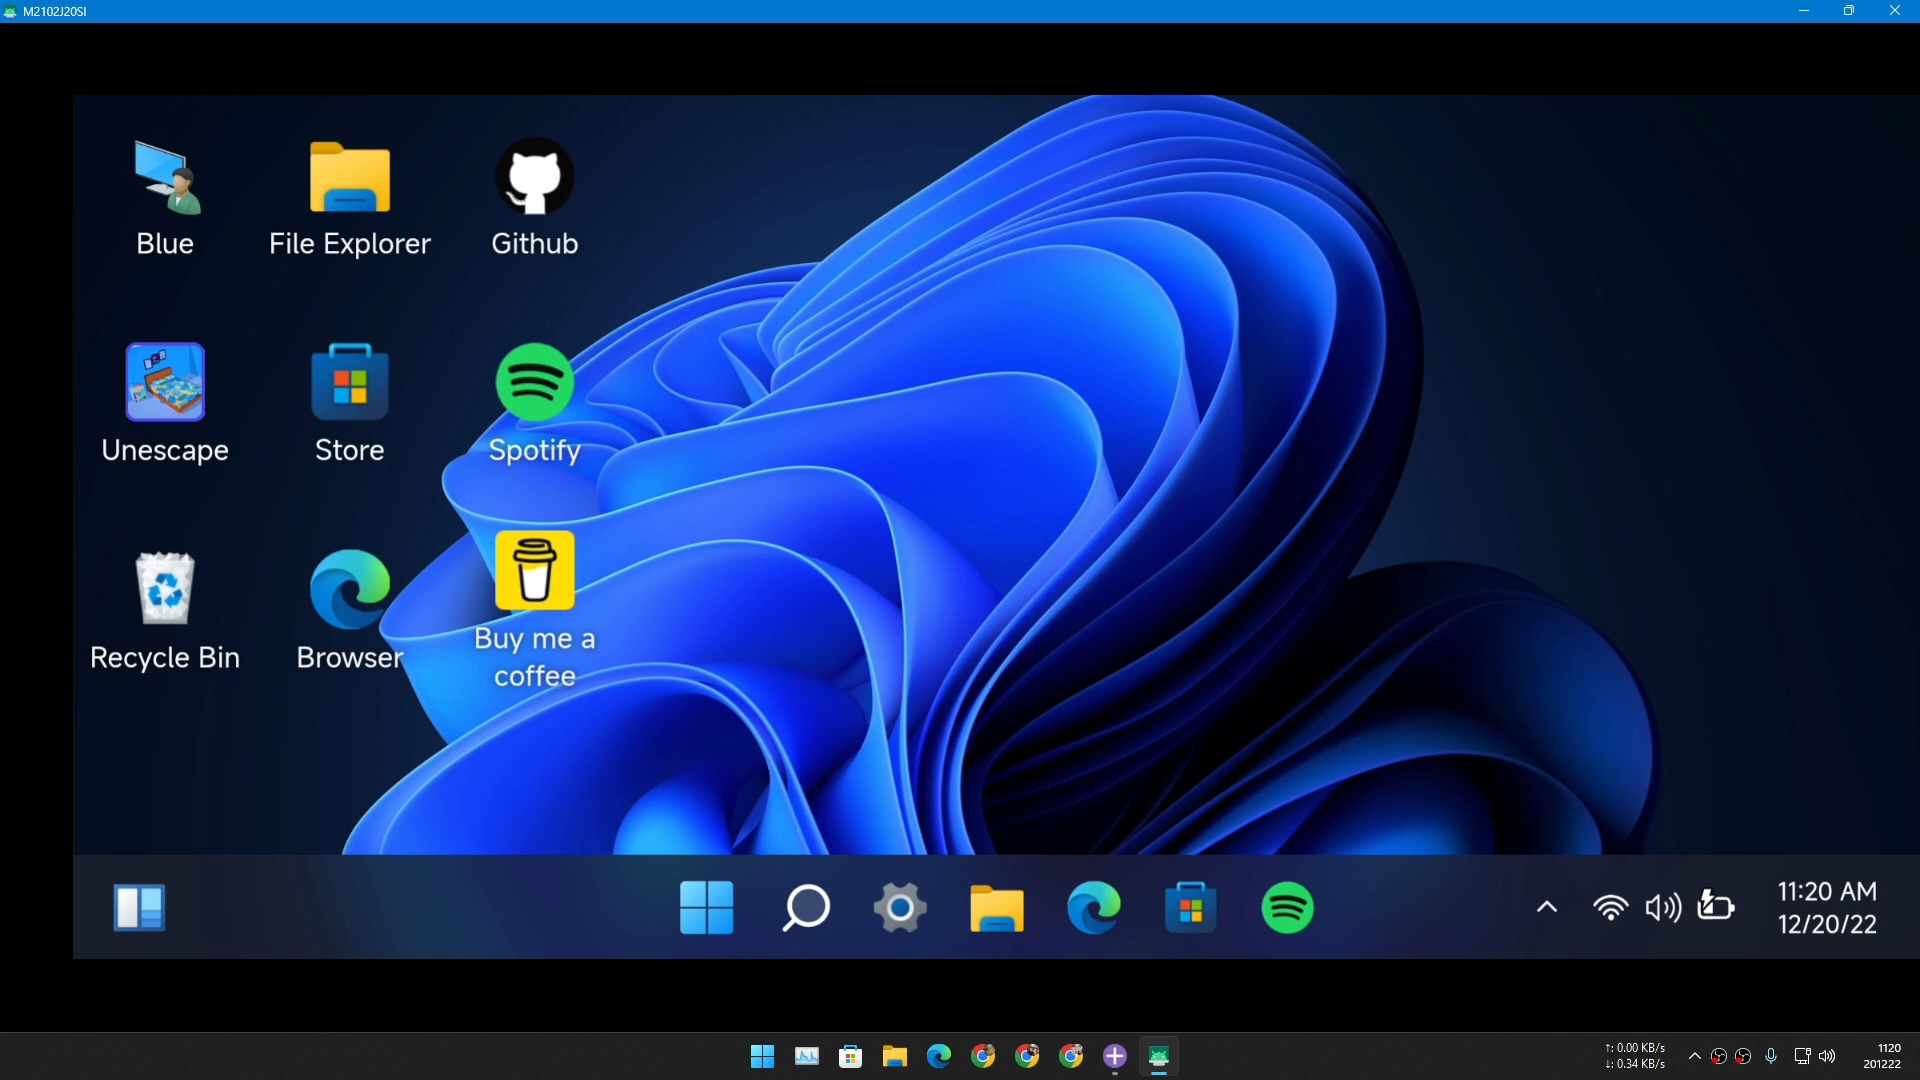 M2102J20SI
Blue
File Explorer
Github
Unescape
Store
Spotify
Recycle Bin
Browser
Buy me a
coffee
11:20 AM
12/20/22
↑: 0.00 KB/s
↓: 0.34 KB/s
1120
201222